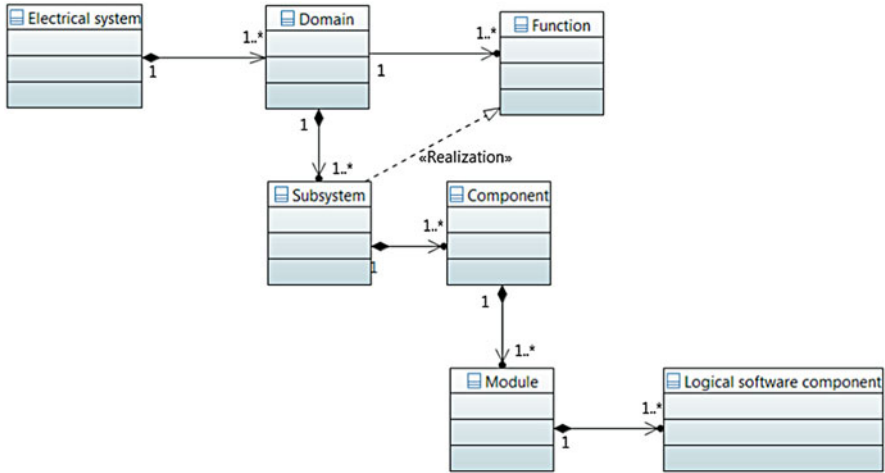 Electrical system
Domain
Function
1..*
1..*
1
1
1
«Realization»
1..*
Subsystem
Component
1..*
1
1
1..*
Module
Logical software component
1..*
1